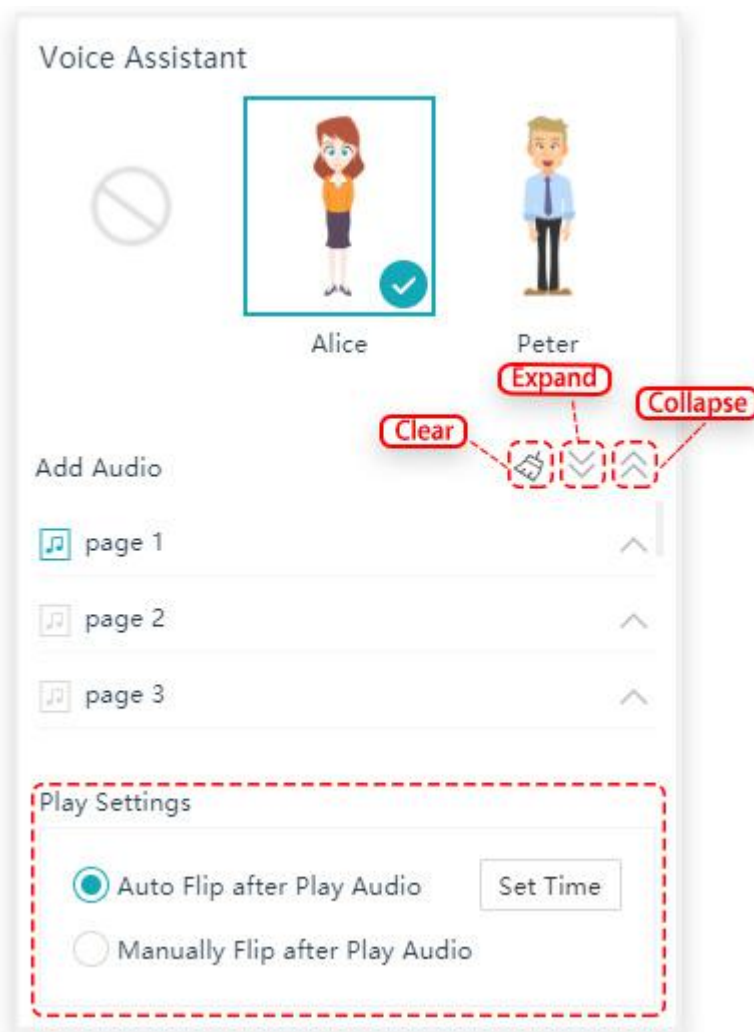 Voice Assistant
Alice
Peter
Expand
Collapse
Clear
Add Audio
page 1
page 2
page 3
Play Settings
Auto Flip after Play Audio
Set Time
Manually Flip after Play Audio